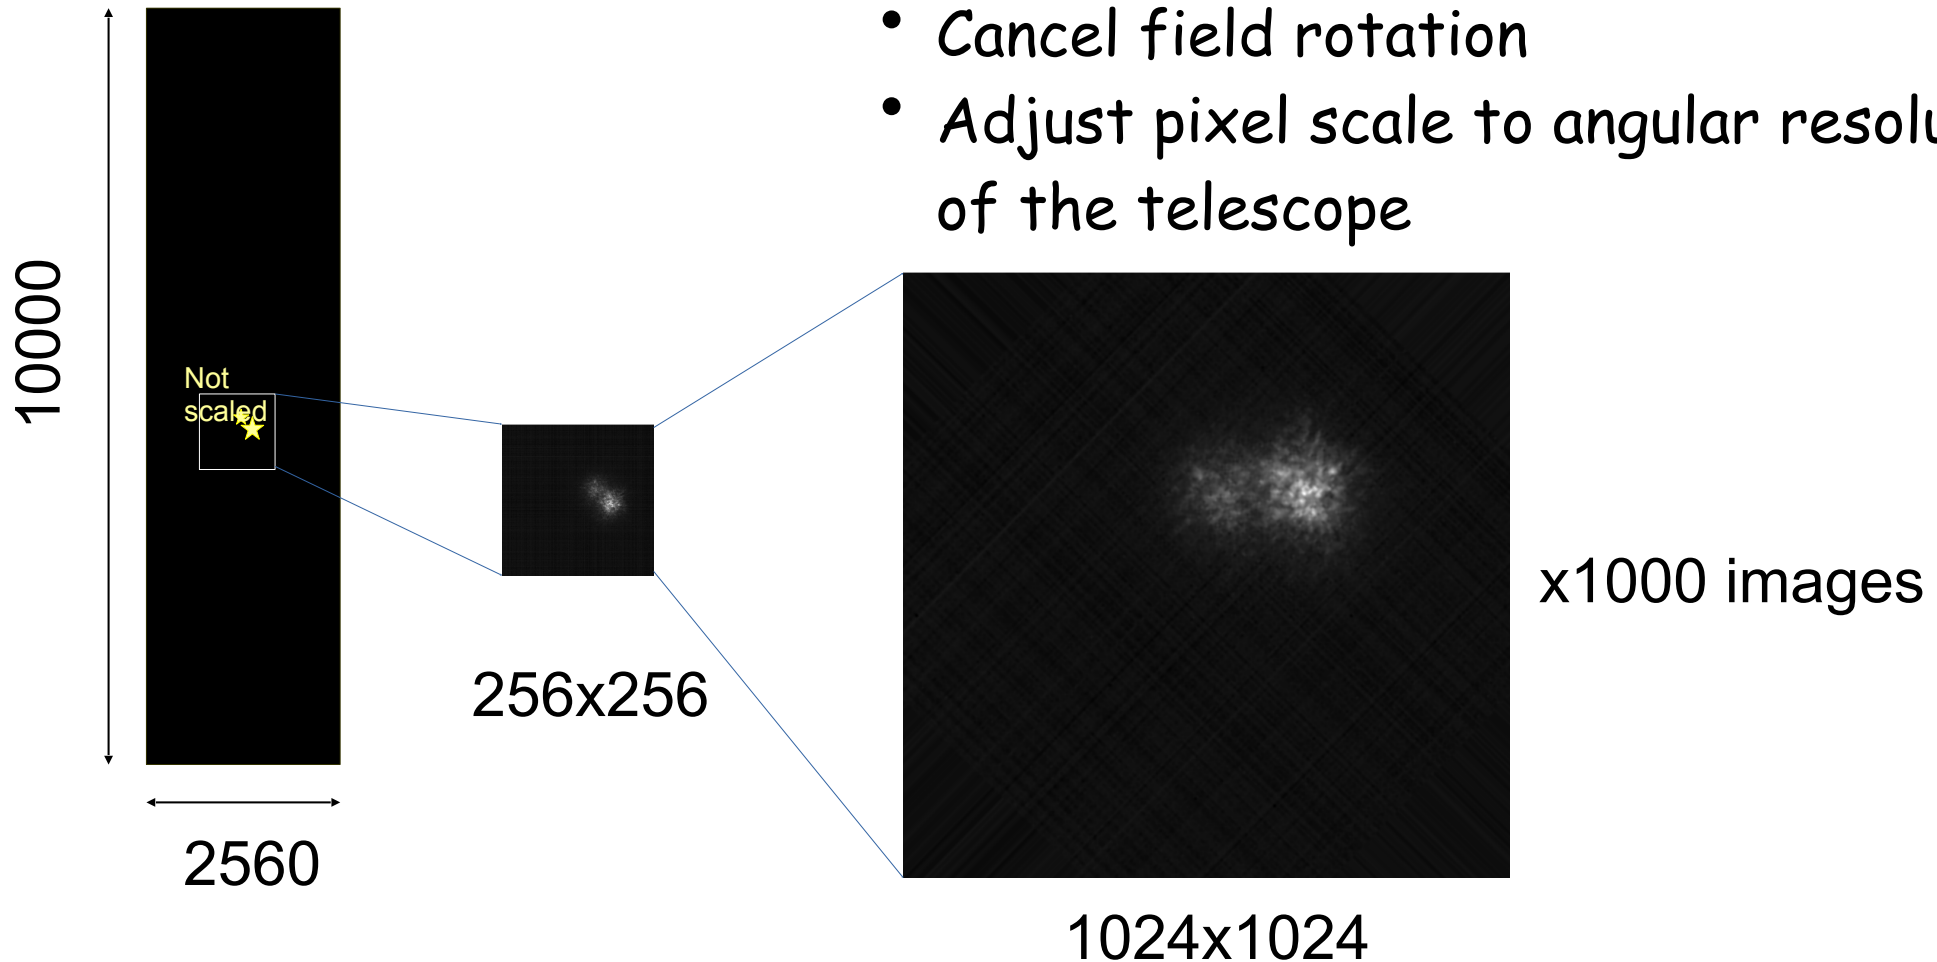 • Cancel field rotation
• Adjust pixel scale to angular
of the telescope
10000
Not
scaled
256x256
x1000 images
2560
1024x1024